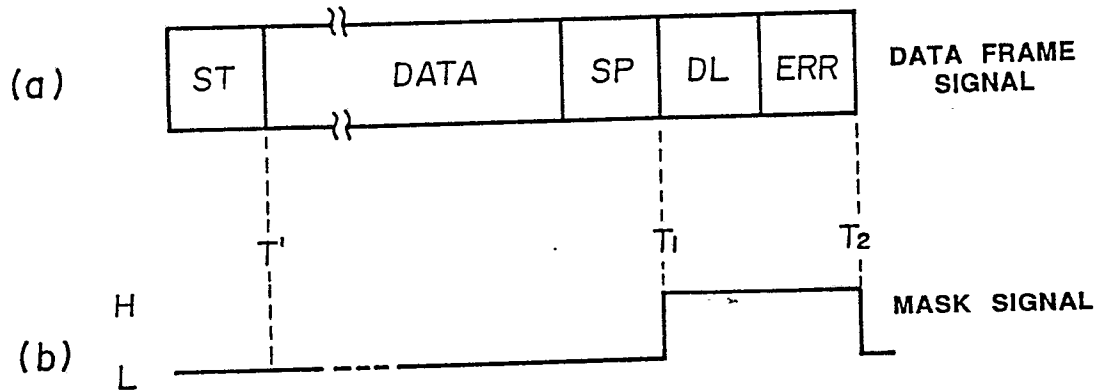 (a) ST DATA SP DL ERR DATA FRAME
SIGNAL
T' T1 T2
H MASK SIGNAL
(b) L